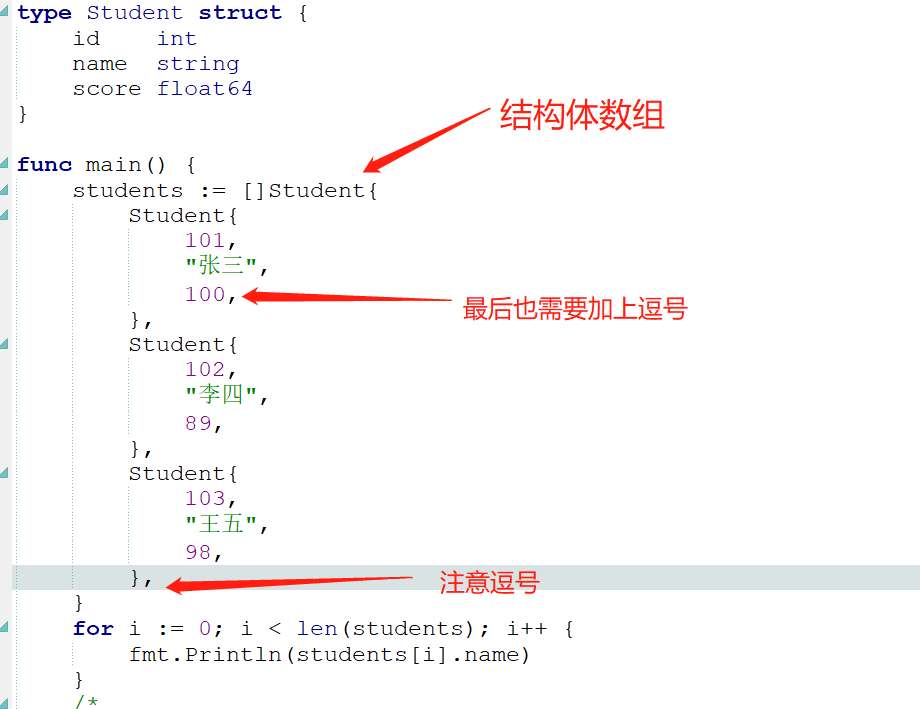 type Student struct {
id int
name string
score float64
}
结构体数组
func main() {
students := []Student{
Student{
101,
"张三",
100,
最后也需要加上逗号
},
Student{
102,
"李四",
89,
},
Student{
103,
"王五",
98,
},
注意逗号
}
for i := 0; i < len(students); i++ {
fmt.Println(students[i].name)
}
/*